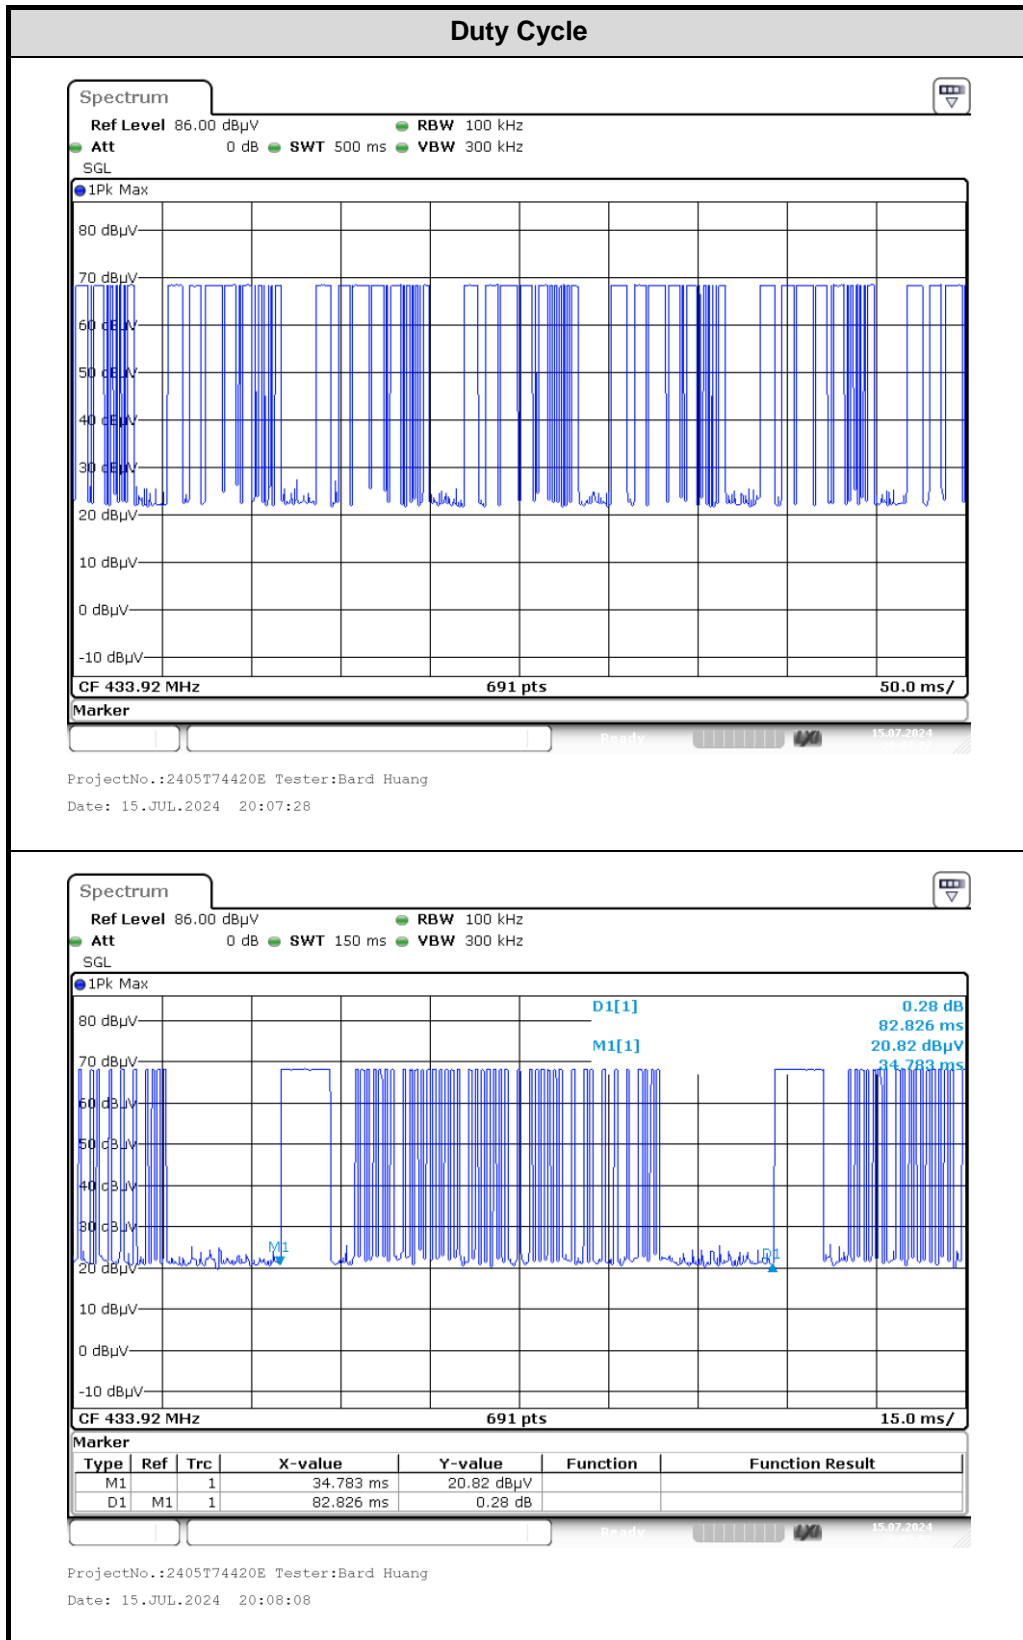 Duty Cycle
Spectrum
Ref Level 86.00 dBµV RBW 100 kHz
Att 0 dB SWT 500 ms VBW 300 kHz
SGL
1Pk Max
80 dBµV
70 dBµV
60 dBµV
50 dBµV
40 dBµV
30 dBµV
20 dBµV
10 dBµV
0 dBµV
-10 dBµV
CF 433.92 MHz 691 pts 50.0 ms/
Marker
Ready 15.07.2024
ProjectNo.:2405T74420E Tester:Bard Huang
Date: 15.JUL.2024 20:07:28
Spectrum
Ref Level 86.00 dBµV RBW 100 kHz
Att 0 dB SWT 150 ms VBW 300 kHz
SGL
1Pk Max
D1[1] 0.28 dB
82.826 ms
M1[1] 20.82 dBµV
34.783 ms
80 dBµV
70 dBµV
60 dBµV
50 dBµV
40 dBµV
30 dBµV
M1
D1
20 dBµV
10 dBµV
0 dBµV
-10 dBµV
CF 433.92 MHz 691 pts 15.0 ms/
Marker
Type Ref Trc X-value Y-value Function Function Result
M1 1 34.783 ms 20.82 dBµV
D1 M1 1 82.826 ms 0.28 dB
Ready 15.07.2024
ProjectNo.:2405T74420E Tester:Bard Huang
Date: 15.JUL.2024 20:08:08